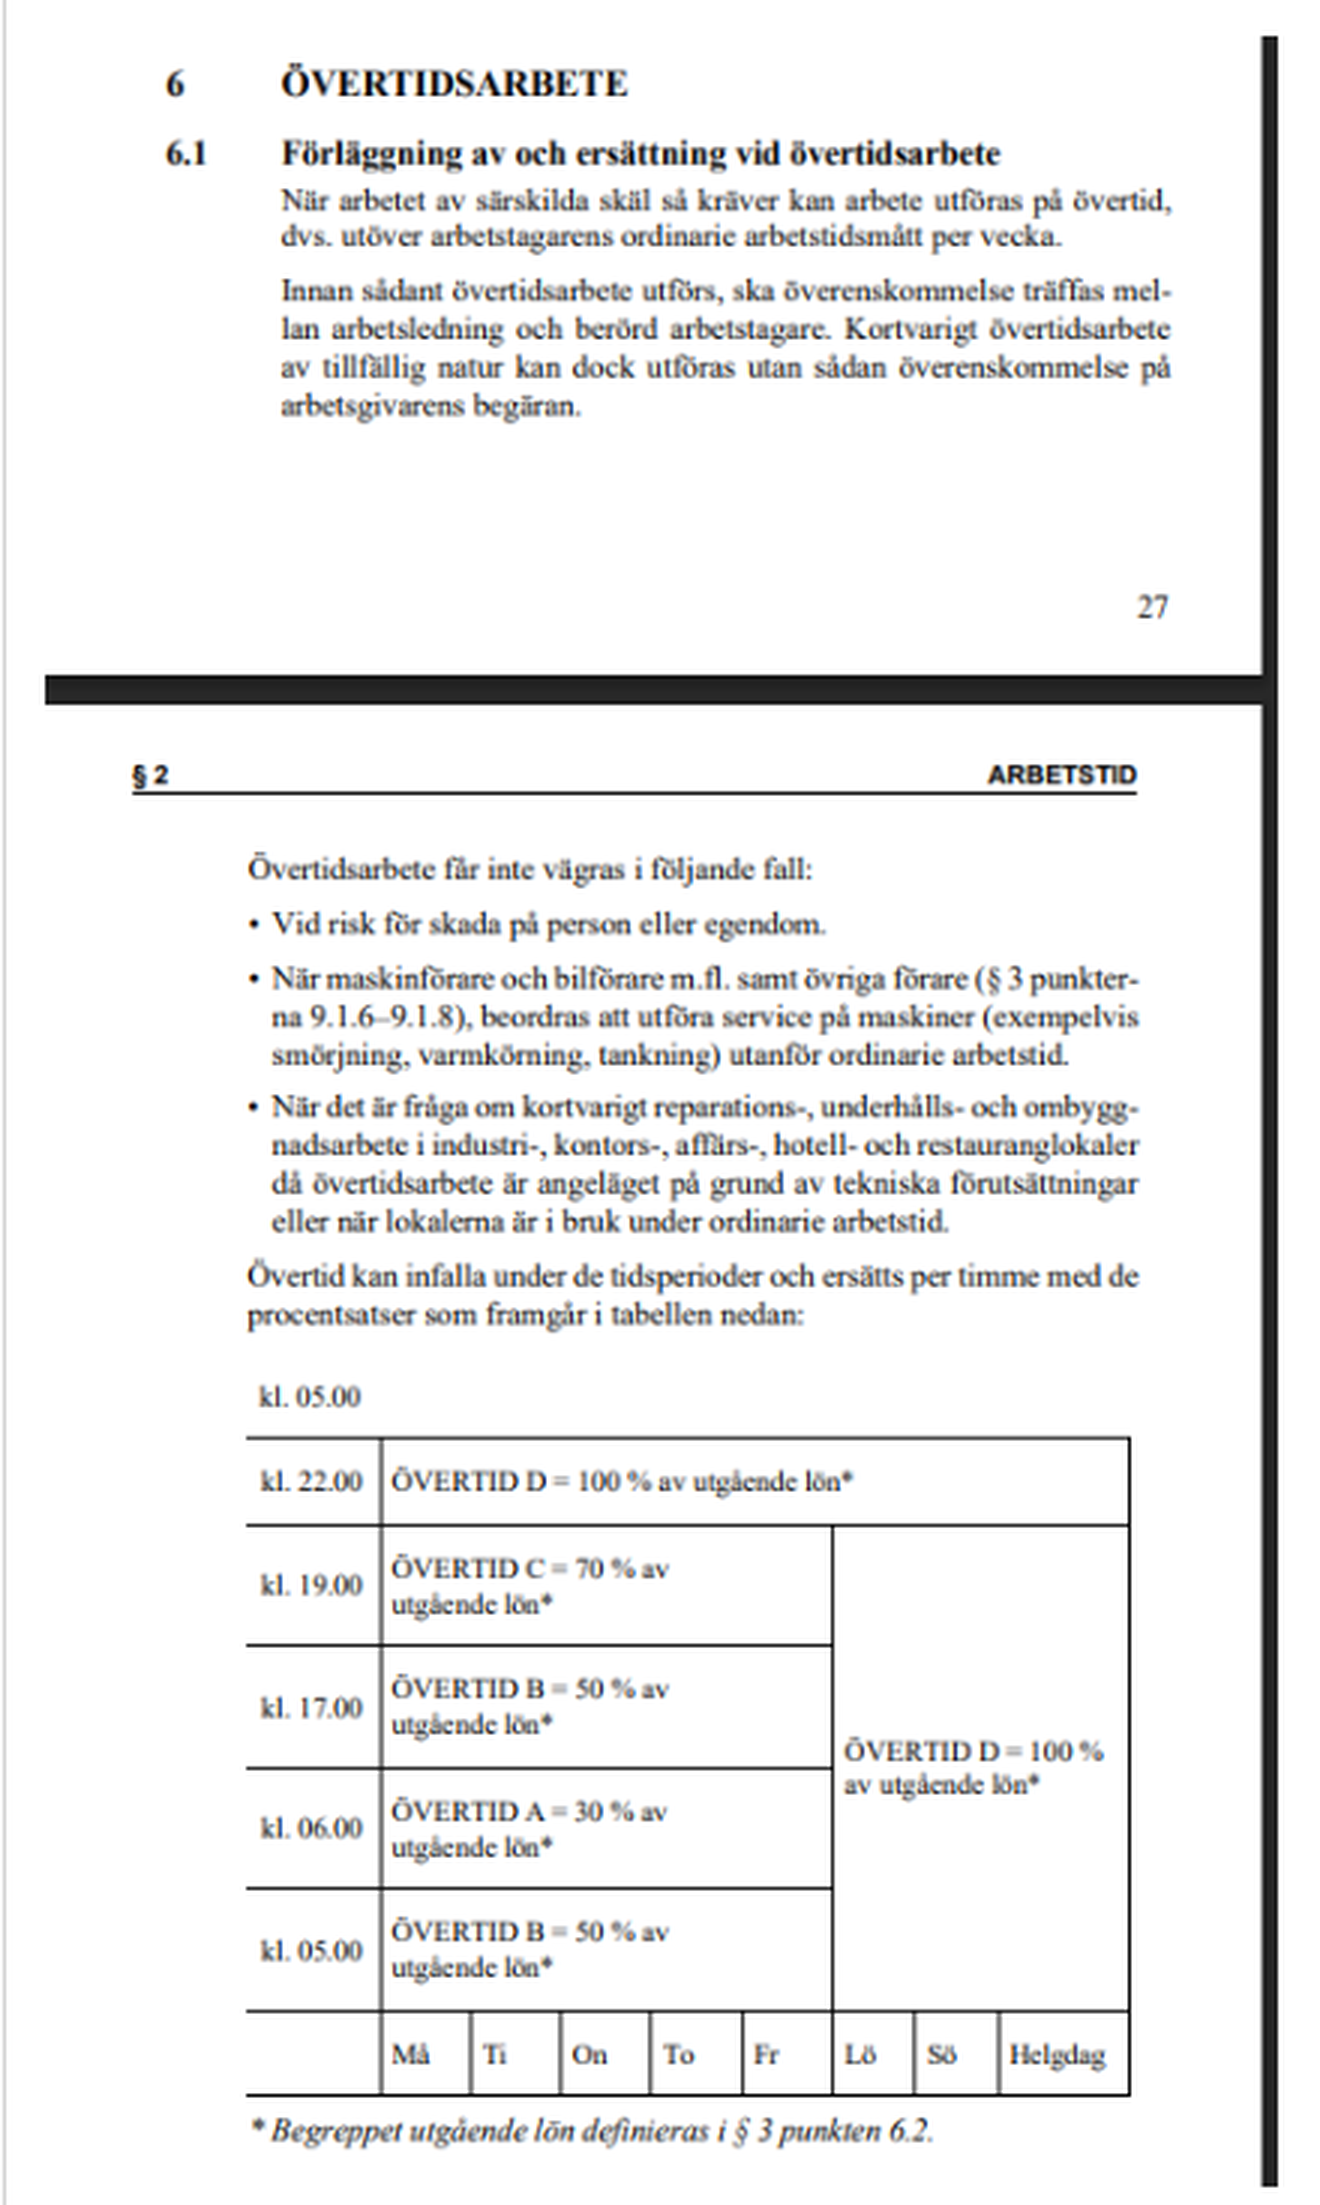 6 ÖVERTIDSARBETE
6.1 Förläggning av och ersättning vid övertidsarbete
När arbetet av särskilda skäl så kräver kan arbete utföras på övertid,
dvs. utöver arbetstagarens ordinarie arbetstidsmått per vecka.
Innan sådant övertidsarbete utförs, ska överenskommelse träffas mel-
lan arbetsledning och berörd arbetstagare. Kortvarigt övertidsarbete
av tillfällig natur kan dock utföras utan sådan överenskommelse på
arbetsgivarens begäran.
27
§ 2 ARBETSTID
Övertidsarbete får inte vägras i följande fall:
• Vid risk för skada på person eller egendom.
• När maskinförare och bilförare m.fl. samt övriga förare (§ 3 punkter-
na 9.1.6–9.1.8), beordras att utföra service på maskiner (exempelvis
smörjning, varmkörning, tankning) utanför ordinarie arbetstid.
• När det är fråga om kortvarigt reparations-, underhålls- och ombygg-
nadsarbete i industri-, kontors-, affärs-, hotell- och restauranglokaler
då övertidsarbete är angeläget på grund av tekniska förutsättningar
eller när lokalerna är i bruk under ordinarie arbetstid.
Övertid kan infalla under de tidsperioder och ersätts per timme med de
procentsatser som framgår i tabellen nedan:
kl. 05.00
kl. 22.00 ÖVERTID D = 100 % av utgående lön*
kl. 19.00 ÖVERTID C = 70 % av
utgående lön*
kl. 17.00 ÖVERTID B = 50 % av
utgående lön*
ÖVERTID D = 100 %
av utgående lön*
kl. 06.00 ÖVERTID A = 30 % av
utgående lön*
kl. 05.00 ÖVERTID B = 50 % av
utgående lön*
Må Ti On To Fr Lö Sö Helgdag
* Begreppet utgående lön definieras i § 3 punkten 6.2.